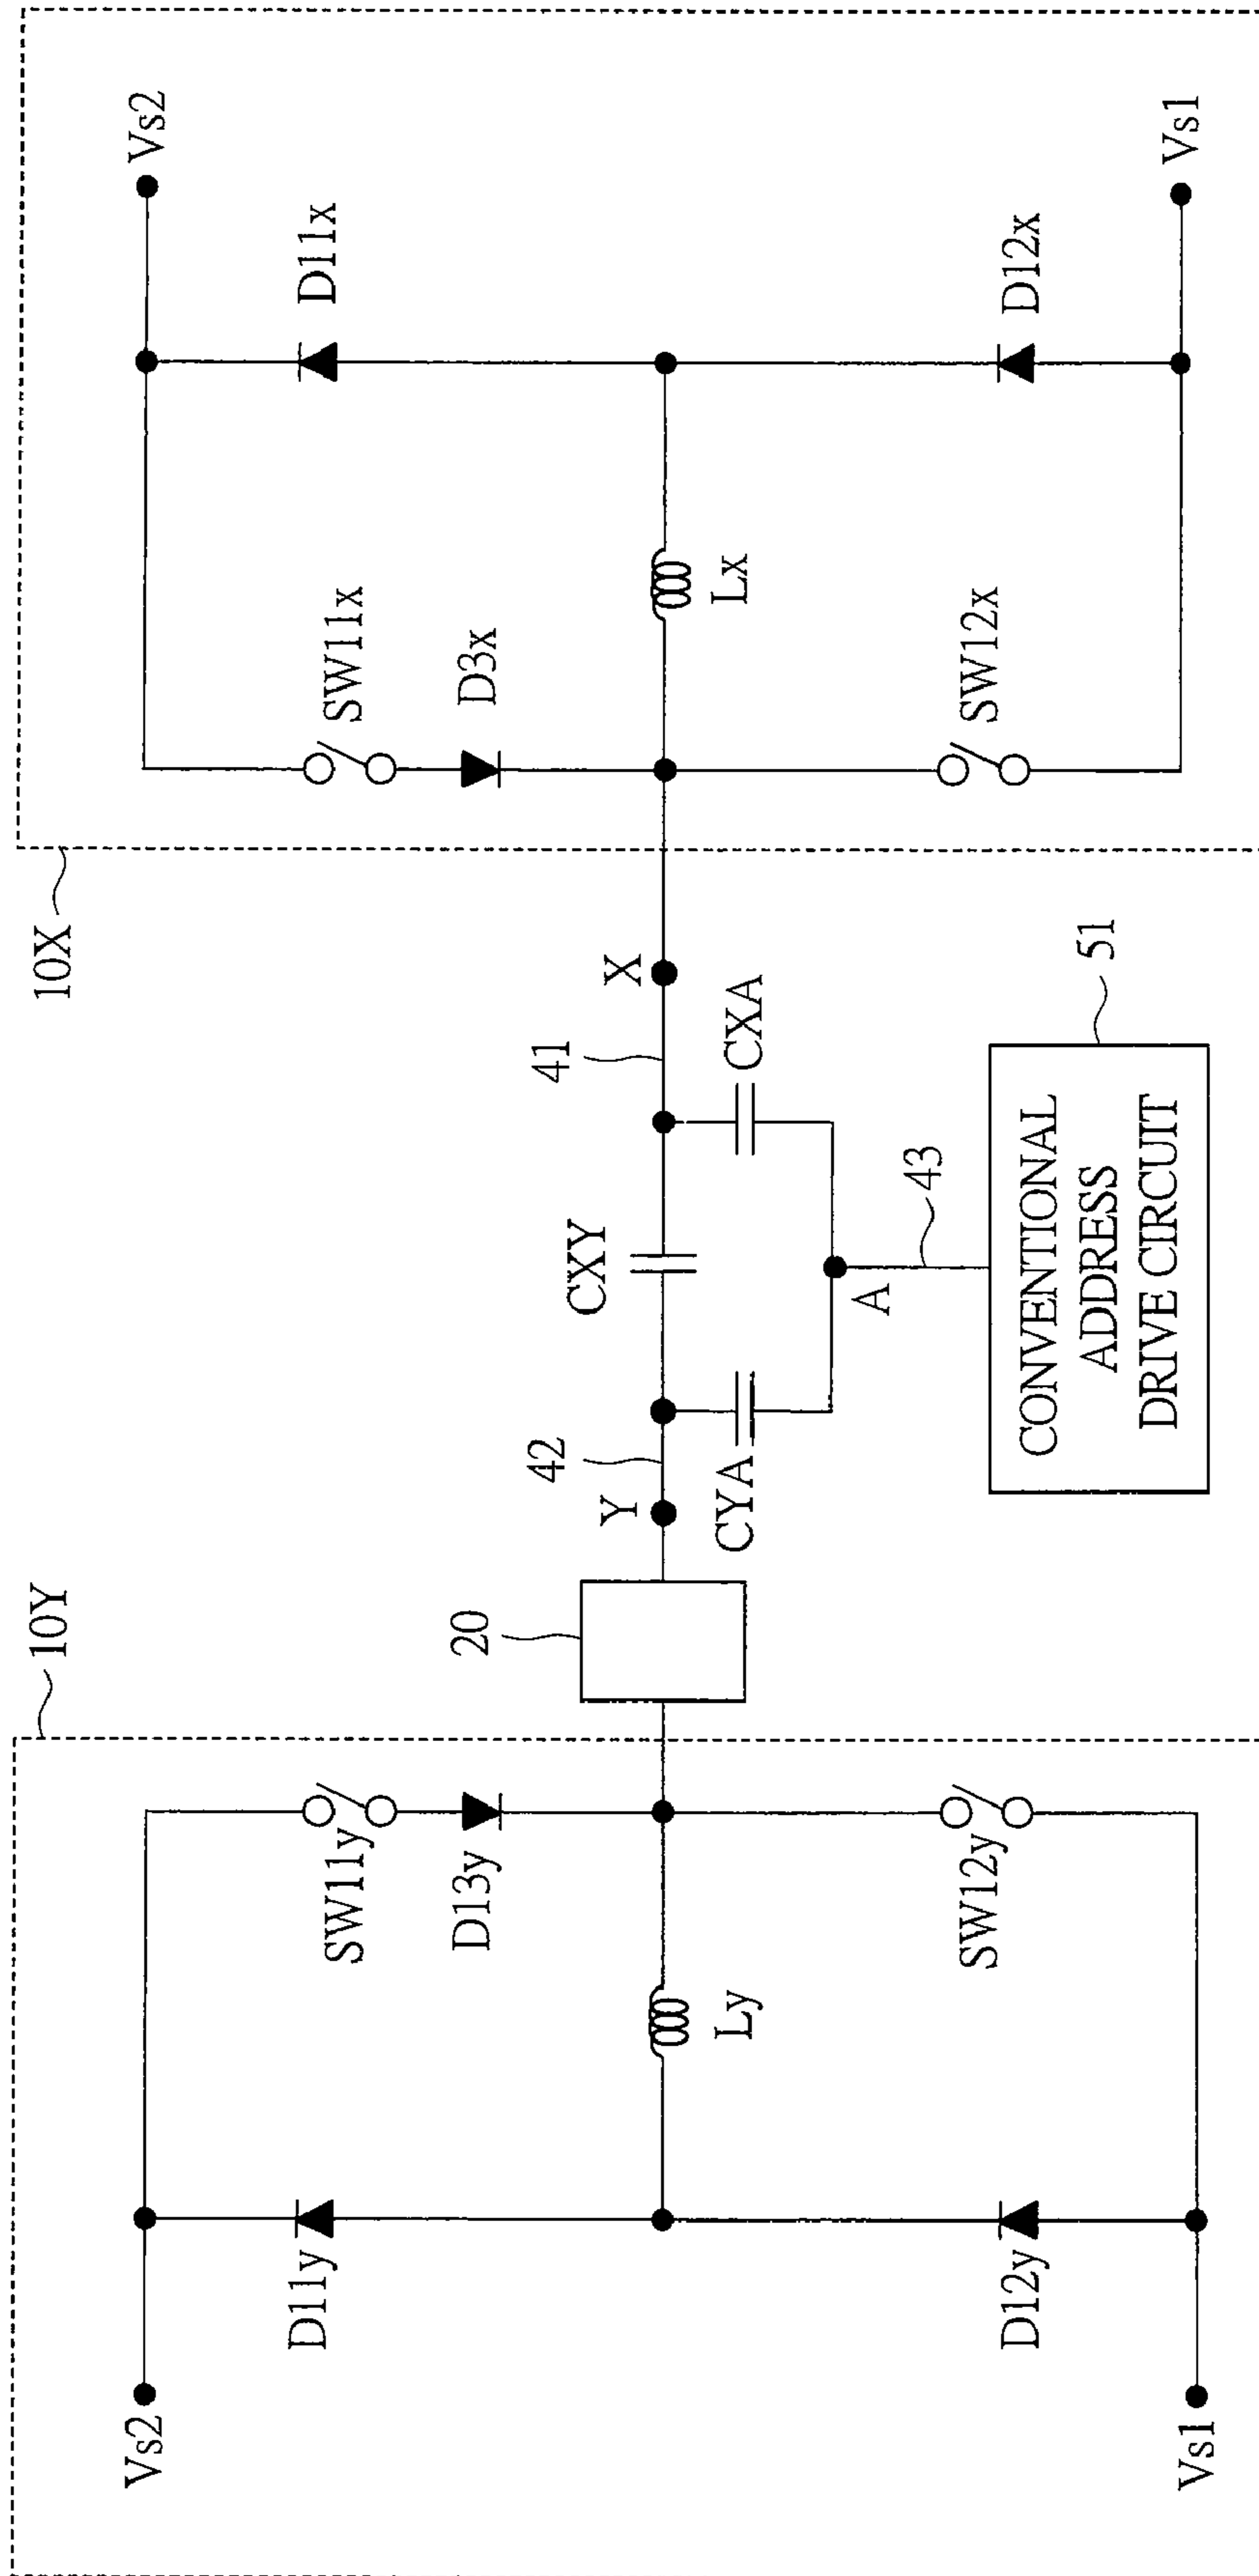 10Y
10X
Vs2
Vs2
D11y
SW11y
D13y
SW11x
D3x
D11x
20
Y
42
CXY
41
X
Ly
Lx
CYA
CXA
A
43
D12y
SW12y
SW12x
D12x
51
CONVENTIONAL
ADDRESS
DRIVE CIRCUIT
Vs1
Vs1